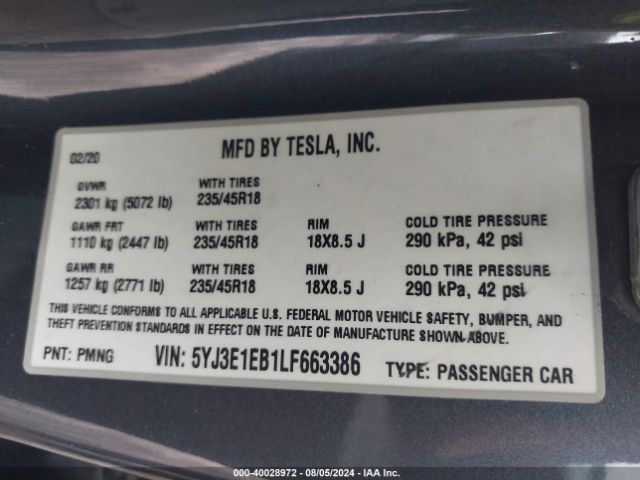 MFD BY TESLA, INC.
02/20
GVWR WITH TIRES
2301 kg (5072 lb) 235/45R18
GAWR FRT WITH TIRES RIM COLD TIRE PRESSURE
1110 kg (2447 lb) 235/45R18 18X8.5 J 290 kPa, 42 psi
GAWR RR WITH TIRES RIM COLD TIRE PRESSURE
1257 kg (2771 lb) 235/45R18 18X8.5 J 290 kPa, 42 psi
THIS VEHICLE CONFORMS TO ALL APPLICABLE U.S. FEDERAL MOTOR VEHICLE SAFETY, BUMPER, AND
THEFT PREVENTION STANDARDS IN EFFECT ON THE DATE OF MANUFACTURE SHOWN ABOVE.
PNT: PMNG VIN: 5YJ3E1EB1LF663386 TYPE: PASSENGER CAR
© - 40028972 - 08/05/2024 - IAA Inc.